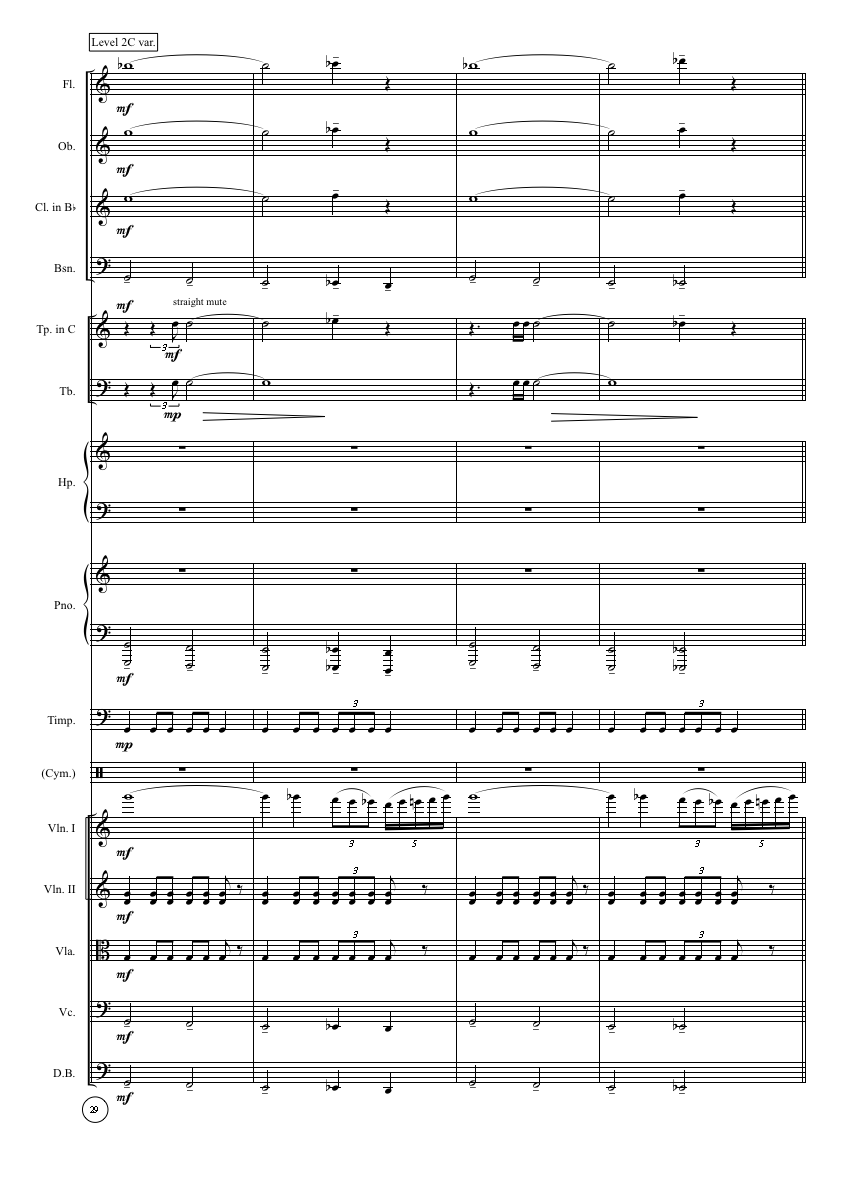 Level 2C var.
Fl.
mf
Ob.
mf
Cl. in B♭
mf
Bsn.
mf
straight mute
Tp. in C
3
mf
Tb.
3
mp
Hp.
Pno.
mf
3
3
Timp.
mp
(Cym.)
Vln. I
3
5
3
5
mf
3
3
Vln. II
mf
3
3
Vla.
mf
Vc.
mf
D.B.
mf
29